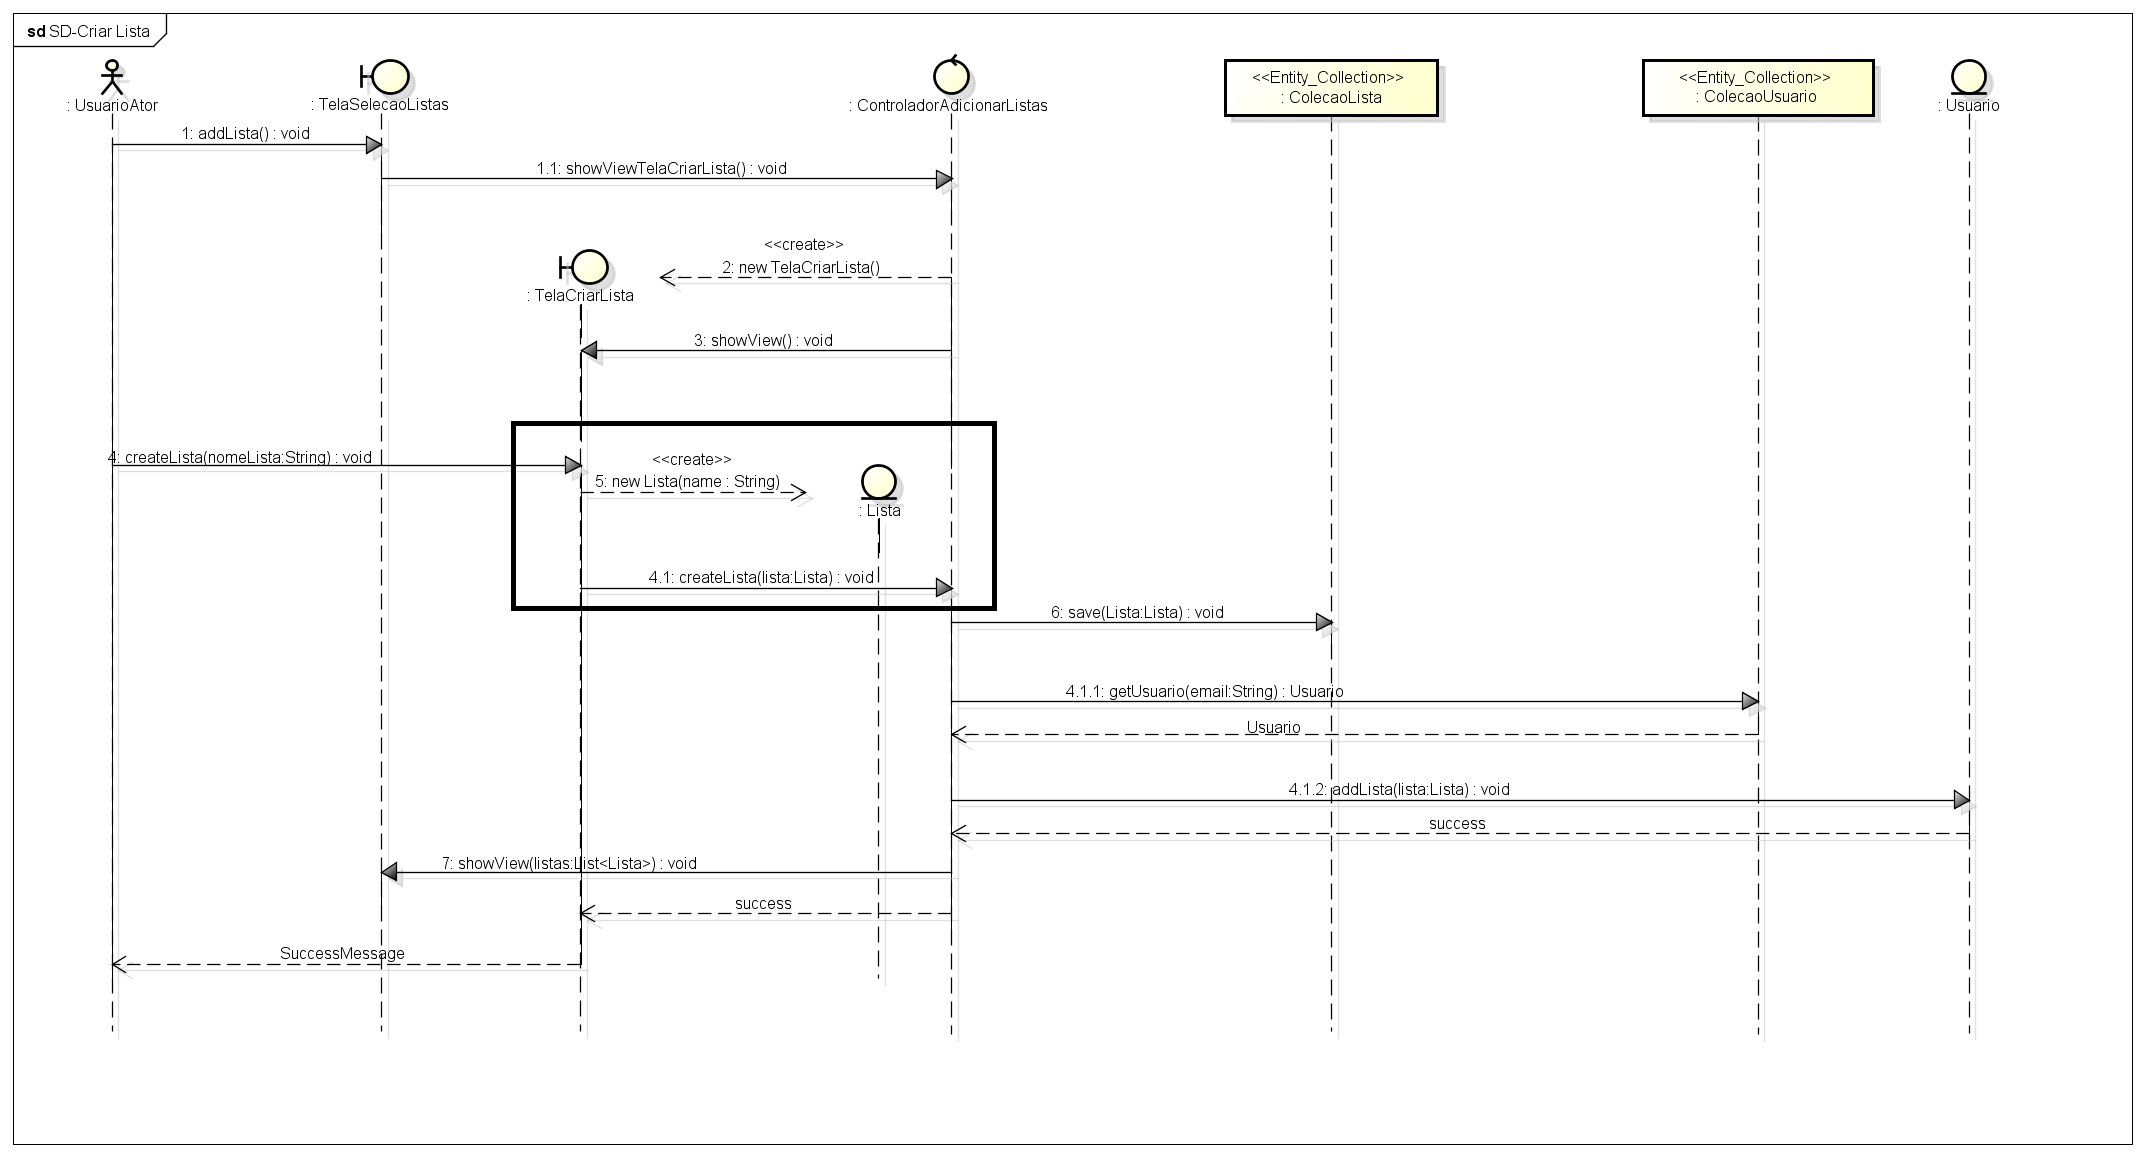 sd SD-Criar Lista
: UsuarioAtor
: TelaSelecaoListas
: ControladorAdicionarListas
<<Entity_Collection>>
: ColecaoLista
<<Entity_Collection>>
: ColecaoUsuario
: Usuario
1: addLista() : void
1.1: showViewTelaCriarLista() : void
<<create>>
2: new TelaCriarLista()
: TelaCriarLista
3: showView() : void
4: createLista(nomeLista:String) : void
<<create>>
5: new Lista(name : String)
: Lista
4.1: createLista(lista:Lista) : void
6: save(Lista:Lista) : void
4.1.1: getUsuario(email:String) : Usuario
Usuario
4.1.2: addLista(lista:Lista) : void
success
7: showView(listas:List<Lista>) : void
success
SuccessMessage